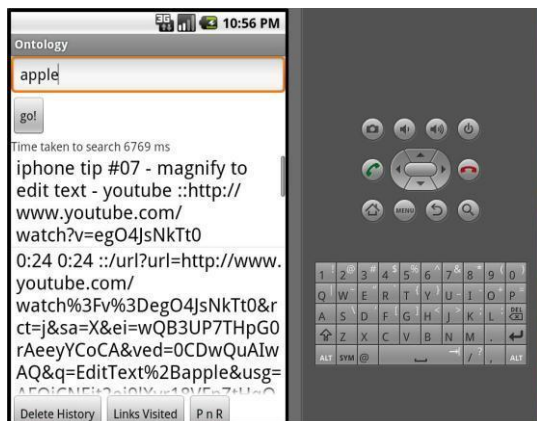 3G 10:56 PM
Ontology
apple
go!
Time taken to search 6769 ms
iphone tip #07 - magnify to
edit text - youtube ::http://
www.youtube.com/
watch?v=egO4JsNkTt0
0:24 0:24 ::/url?url=http://www.
youtube.com/
watch%3Fv%3DegO4JsNkTt0&r
ct=j&sa=X&ei=wQB3UP7THpG0
rAeeyYCoCA&ved=0CDwQuAIw
AQ&q=EditText%2Bapple&usg=
Delete History Links Visited P n R
MENU
1 ! 2 @ 3 # 4 $ 5 % 6 ^ 7 & 8 * 9 ( 0 )
Q W E " R T { Y } U _ I - O + P =
A S \ D F [ G ] H < J > K ; L : DEL
Z X C V B N M .
ALT SYM @ / ? , ALT